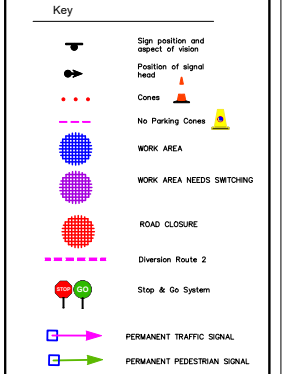 Key
Sign position and
aspect of vision
Position of signal
head
Cones
No Parking Cones
WORK AREA
WORK AREA NEEDS SWITCHING
ROAD CLOSURE
Diversion Route 2
STOP GO Stop & Go System
PERMANENT TRAFFIC SIGNAL
PERMANENT PEDESTRIAN SIGNAL